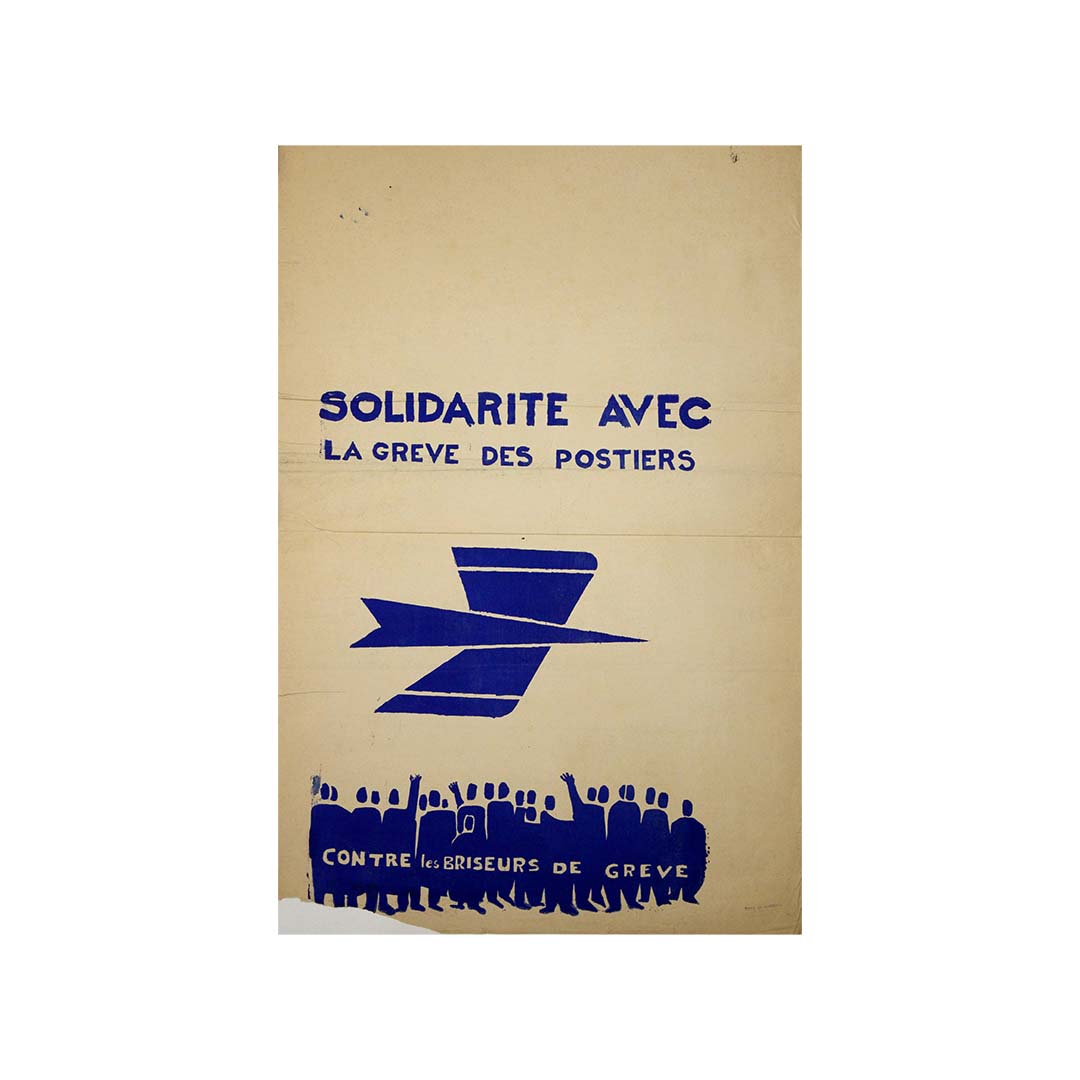 SOLIDARITE AVEC
LA GREVE DES POSTIERS
CONTRE les BRISEURS DE GREVE